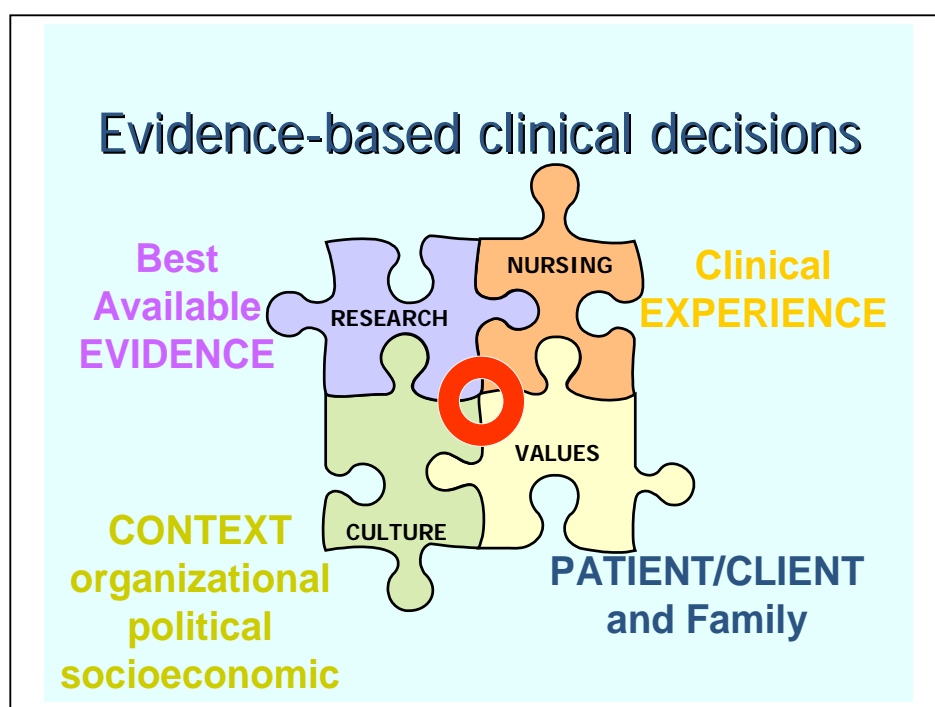 Evidence-based clinical decisions
Best
Available
EVIDENCE
RESEARCH
NURSING
Clinical
EXPERIENCE
CONTEXT
organizational
political
socioeconomic
CULTURE
VALUES
PATIENT/CLIENT
and Family